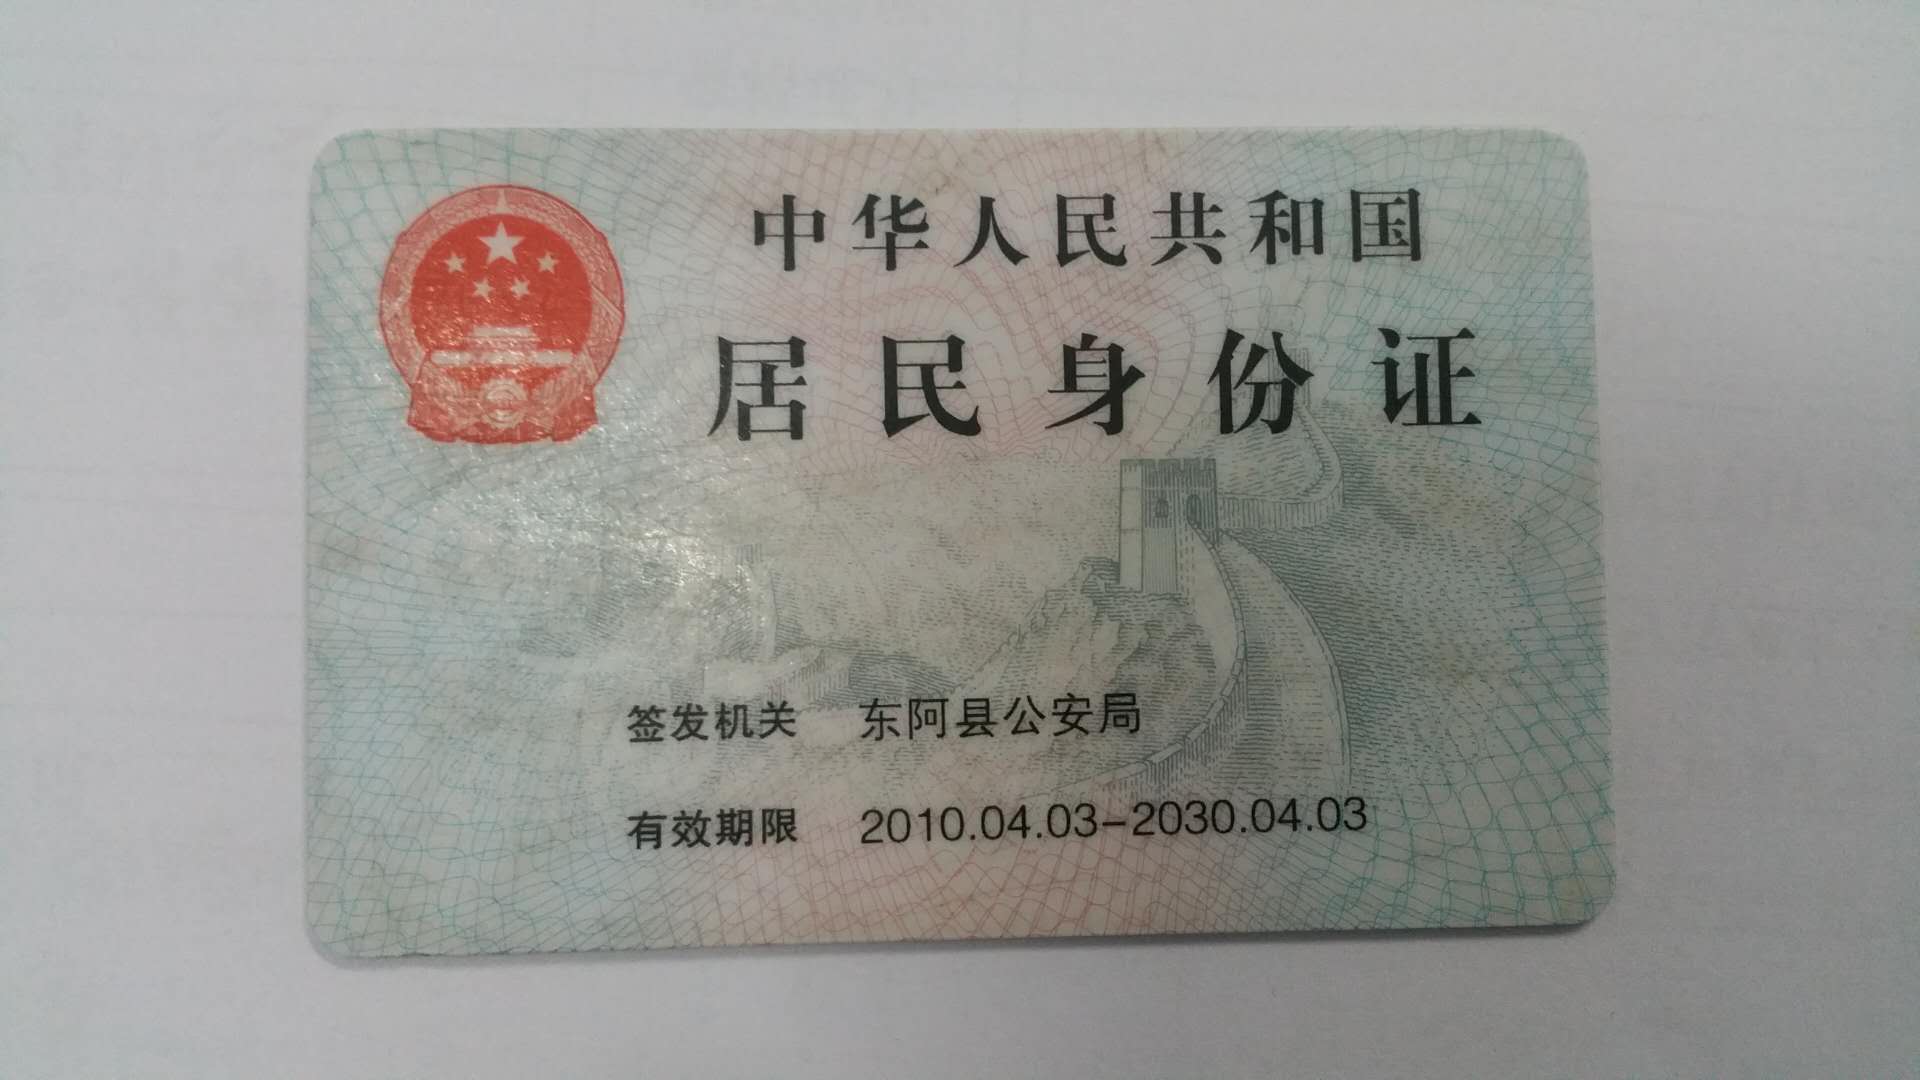 中华人民共和国
居民身份证
签发机关 东阿县公安局
有效期限 2010.04.03-2030.04.03